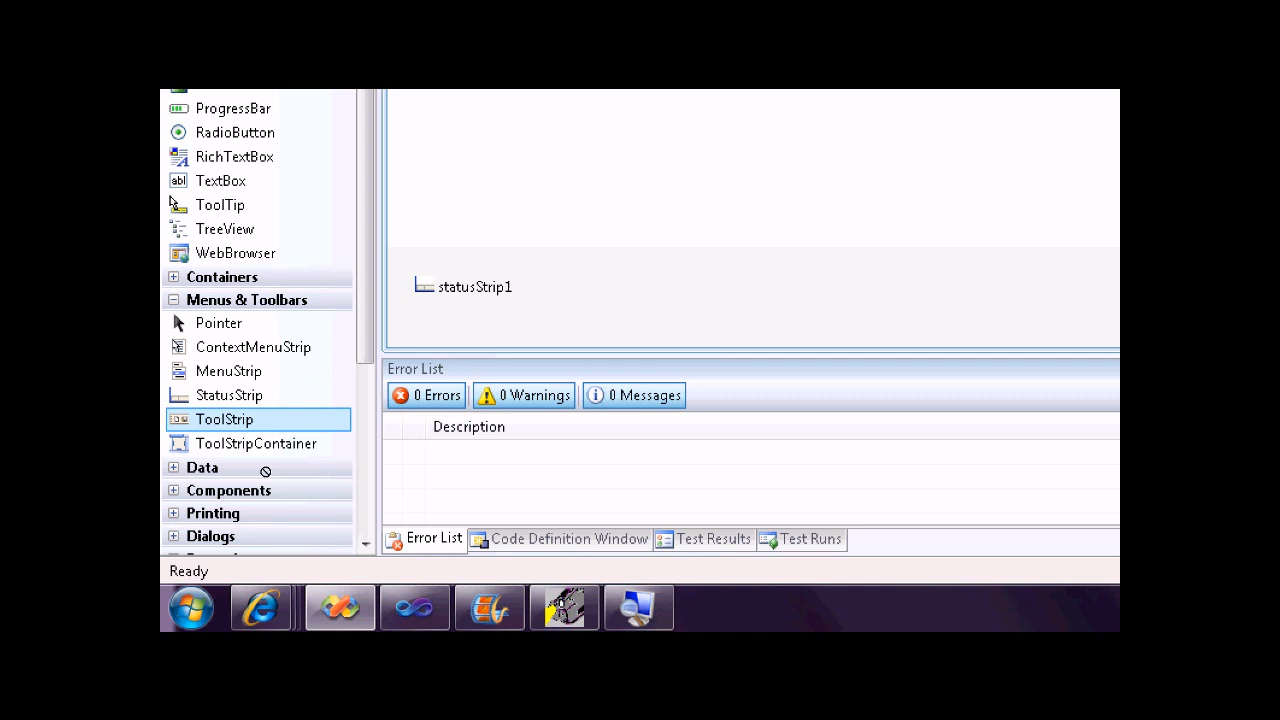 ProgressBar
RadioButton
RichTextBox
abl TextBox
ToolTip
TreeView
WebBrowser
Containers
Menus & Toolbars
Pointer
ContextMenuStrip
MenuStrip
StatusStrip
ToolStrip
ToolStripContainer
Data
Components
Printing
Dialogs
statusStrip1
Error List
0 Errors
0 Warnings
0 Messages
Description
Error List
Code Definition Window
Test Results
Test Runs
Ready